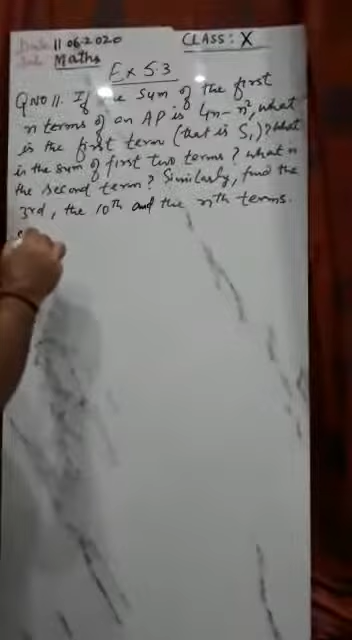 Date 11.06.2020 CLASS: X
Sub. Maths
Ex 5.3
Q NO 11. If the sum of the first
n terms of an AP is 4n - n², what
is the first term (that is S₁)? What
is the sum of first two terms? What is
the second term? Similarly, find the
3rd, the 10th and the nth terms.